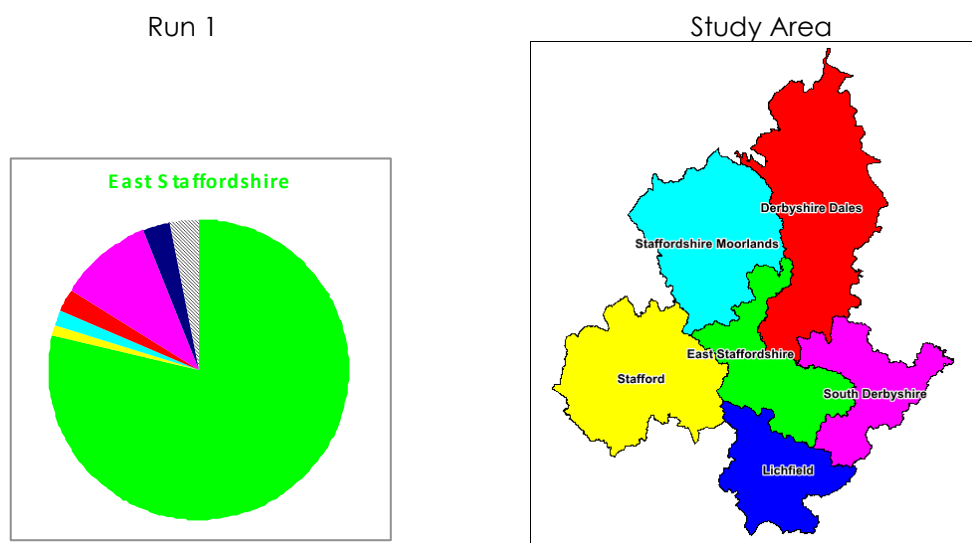 Run 1
Study Area
East Staffordshire
Derbyshire Dales
Staffordshire Moorlands
East Staffordshire
Stafford
South Derbyshire
Lichfield